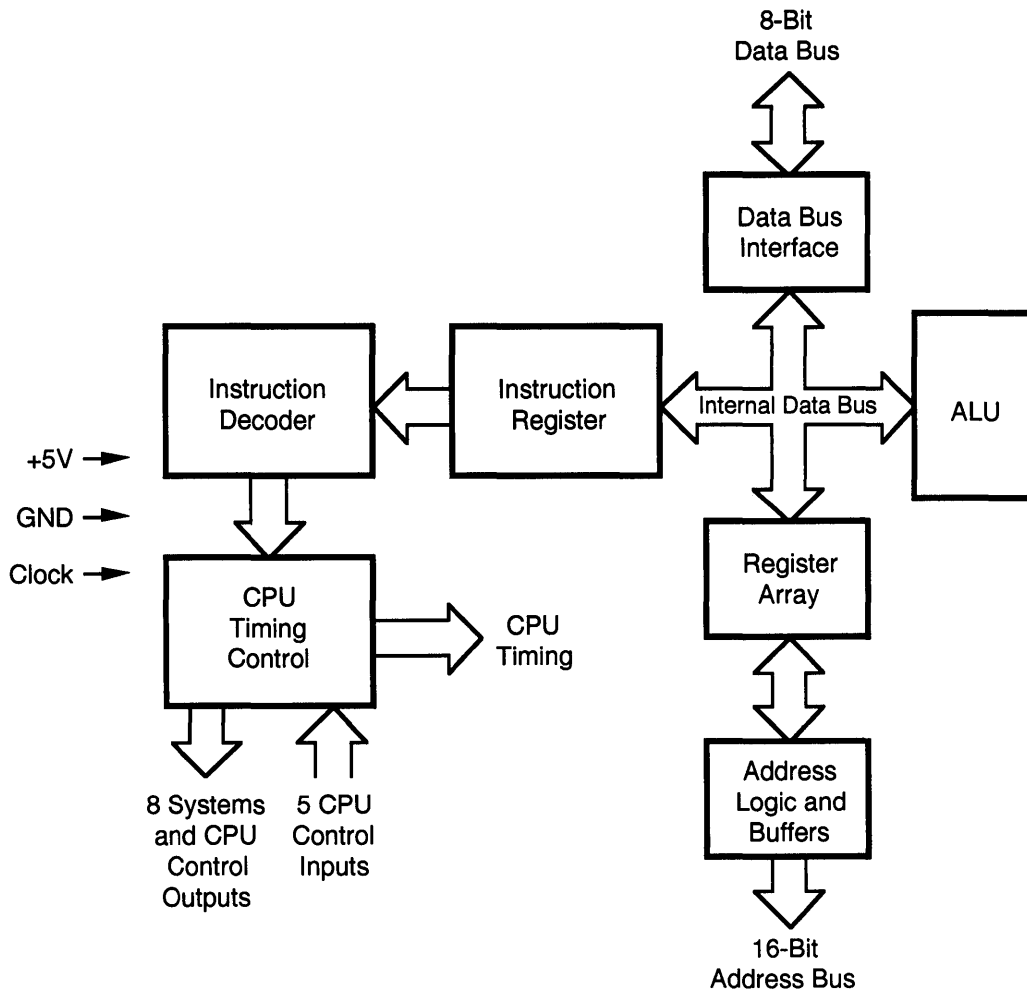 8-Bit
Data Bus
Data Bus
Interface
Instruction
Decoder
Instruction
Register
Internal Data Bus
ALU
+5V
GND
Clock
CPU
Timing
Control
CPU
Timing
Register
Array
8 Systems
and CPU
Control
Outputs
5 CPU
Control
Inputs
Address
Logic and
Buffers
16-Bit
Address Bus